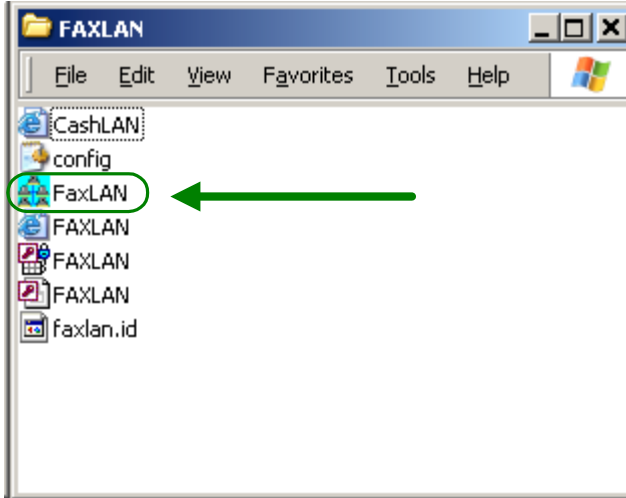 FAXLAN
File Edit View Favorites Tools Help
CashLAN
config
FaxLAN
FAXLAN
FAXLAN
FAXLAN
faxlan.id